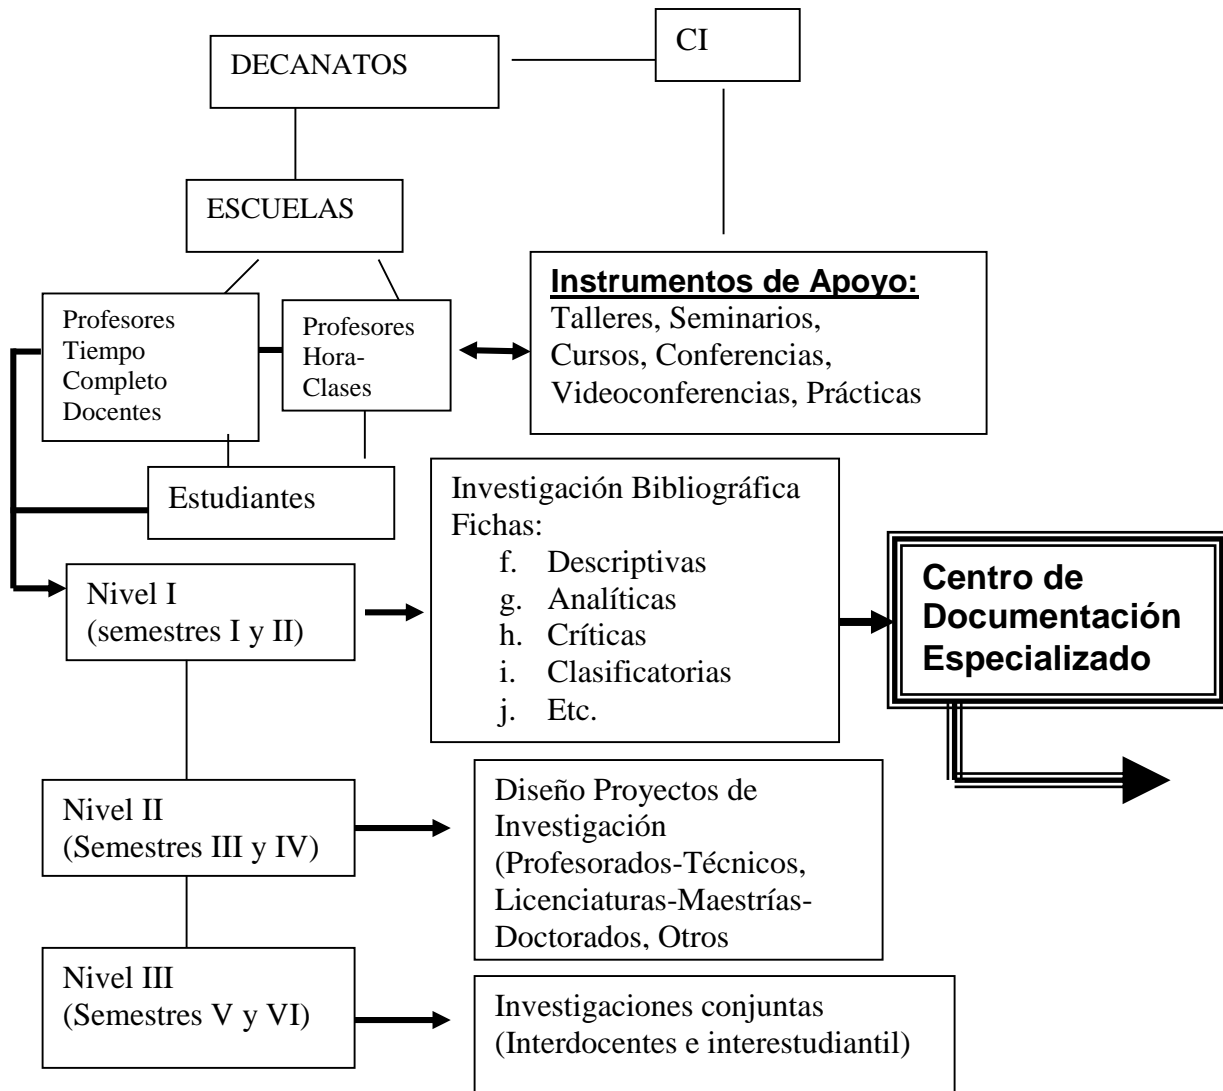 CI
DECANATOS
ESCUELAS
Instrumentos de Apoyo:
Talleres, Seminarios,
Cursos, Conferencias,
Videoconferencias, Prácticas
Profesores
Tiempo
Completo
Docentes
Profesores
Hora-
Clases
Estudiantes
Investigación Bibliográfica
Fichas:
f. Descriptivas
g. Analíticas
h. Críticas
i. Clasificatorias
j. Etc.
Centro de
Documentación
Especializado
Nivel I
(semestres I y II)
Nivel II
(Semestres III y IV)
Diseño Proyectos de
Investigación
(Profesorados-Técnicos,
Licenciaturas-Maestrías-
Doctorados, Otros
Nivel III
(Semestres V y VI)
Investigaciones conjuntas
(Interdocentes e interestudiantil)